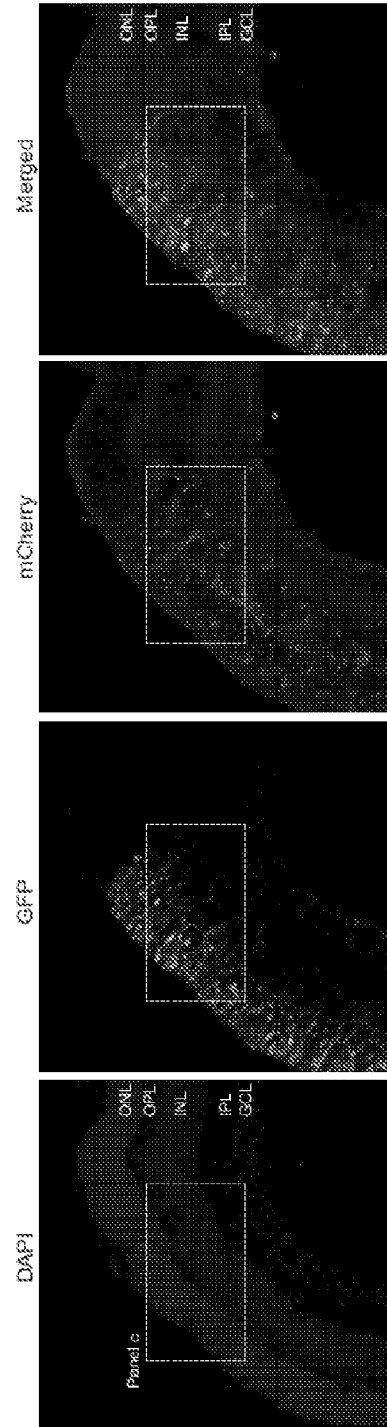 DAPI
GFP
mCherry
Merged
Panel c
ONL
OPL
INL
IPL
GCL
ONL
OPL
INL
IPL
GCL